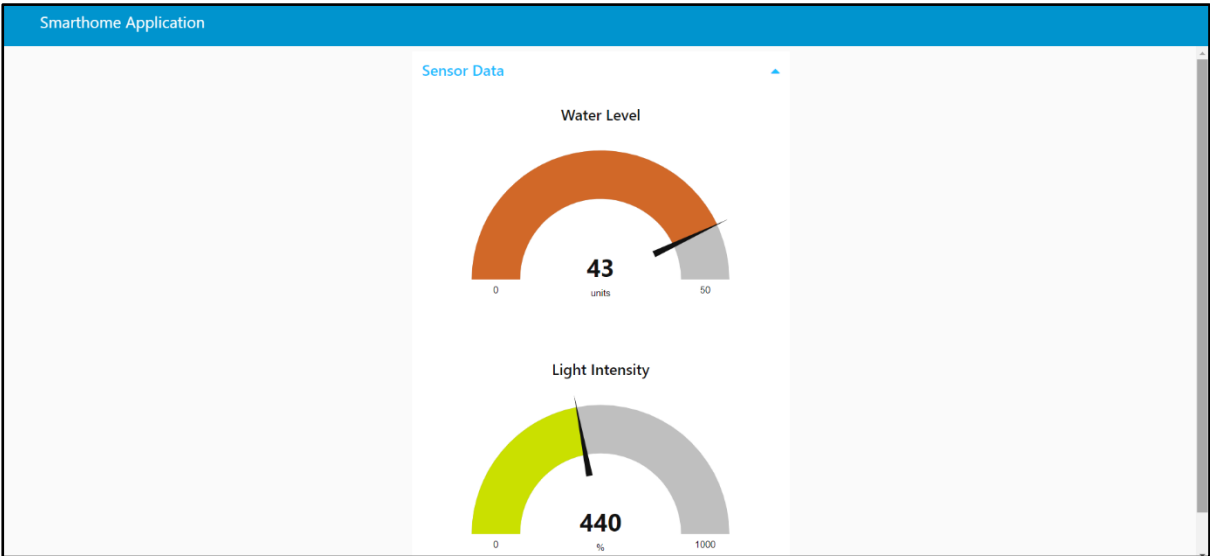 Smarthome Application
Sensor Data
Water Level
43
units
0
50
Light Intensity
440
%
0
1000